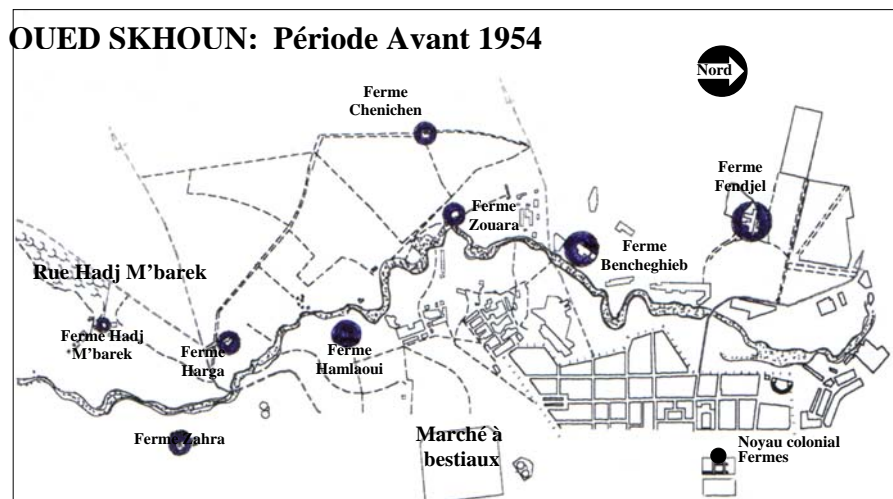 OUED SKHOUN: Période Avant 1954
Nord
Ferme
Chenichen
Ferme
Fendjel
Ferme
Zouara
Ferme
Bencheghieb
Rue Hadj M'barek
Ferme Hadj
M'barek
Ferme
Harga
Ferme
Hamlaoui
Ferme Zahra
Marché à
bestiaux
Noyau colonial
Fermes